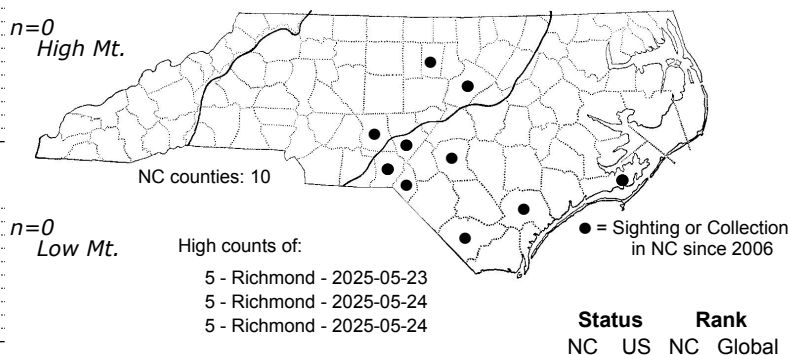 n=0
High Mt.
NC counties: 10
n=0
Low Mt.
High counts of:
5 - Richmond - 2025-05-23
5 - Richmond - 2025-05-24
5 - Richmond - 2025-05-24
● = Sighting or Collection
in NC since 2006
Status Rank
NC US NC Global